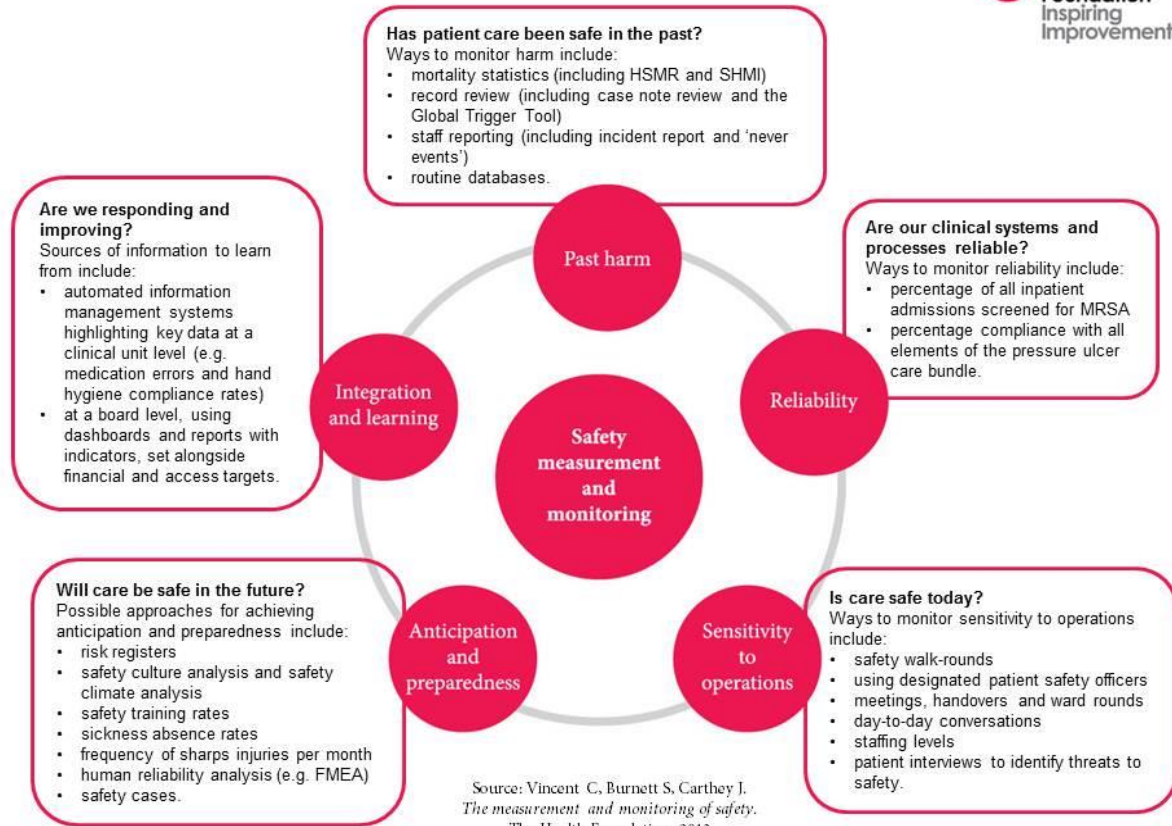 Foundation
Inspiring
Improvement
Has patient care been safe in the past?
Ways to monitor harm include:
• mortality statistics (including HSMR and SHMI)
• record review (including case note review and the
Global Trigger Tool)
• staff reporting (including incident report and ‘never
events’)
• routine databases.
Are we responding and
improving?
Sources of information to learn
from include:
• automated information
management systems
highlighting key data at a
clinical unit level (e.g.
medication errors and hand
hygiene compliance rates)
• at a board level, using
dashboards and reports with
indicators, set alongside
financial and access targets.
Are our clinical systems and
processes reliable?
Ways to monitor reliability include:
• percentage of all inpatient
admissions screened for MRSA
• percentage compliance with all
elements of the pressure ulcer
care bundle.
Past harm
Integration
and learning
Reliability
Safety
measurement
and
monitoring
Anticipation
and
preparedness
Sensitivity
to
operations
Will care be safe in the future?
Possible approaches for achieving
anticipation and preparedness include:
• risk registers
• safety culture analysis and safety
climate analysis
• safety training rates
• sickness absence rates
• frequency of sharps injuries per month
• human reliability analysis (e.g. FMEA)
• safety cases.
Is care safe today?
Ways to monitor sensitivity to operations
include:
• safety walk-rounds
• using designated patient safety officers
• meetings, handovers and ward rounds
• day-to-day conversations
• staffing levels
• patient interviews to identify threats to
safety.
Source: Vincent C, Burnett S, Carthey J.
The measurement and monitoring of safety.
The Health Foundation, 2013